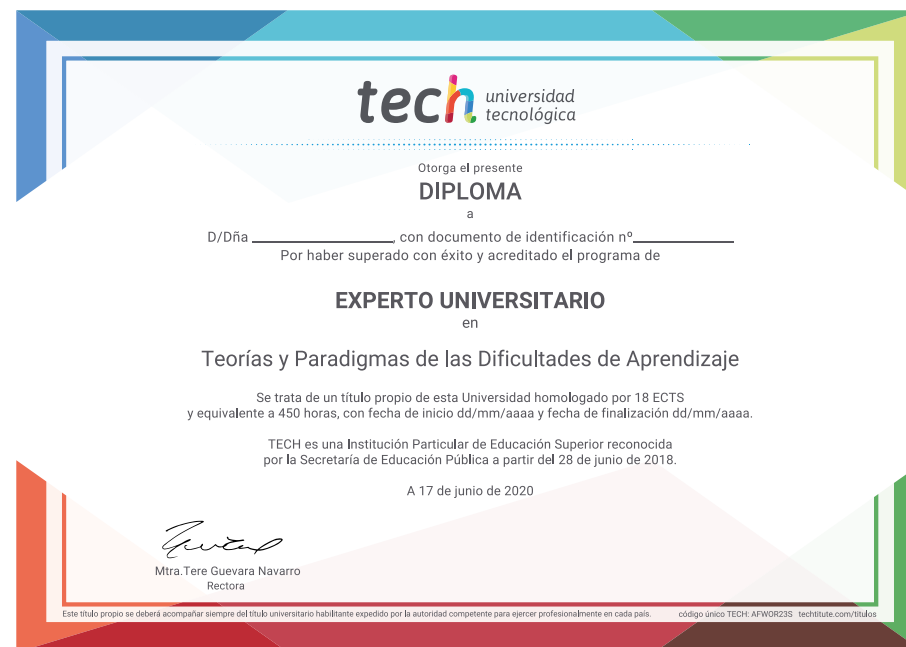 tech universidad
tecnológica
Otorga el presente
DIPLOMA
a
D/Dña ____________________, con documento de identificación nº______________
Por haber superado con éxito y acreditado el programa de
EXPERTO UNIVERSITARIO
en
Teorías y Paradigmas de las Dificultades de Aprendizaje
Se trata de un título propio de esta Universidad homologado por 18 ECTS
y equivalente a 450 horas, con fecha de inicio dd/mm/aaaa y fecha de finalización dd/mm/aaaa.
TECH es una Institución Particular de Educación Superior reconocida
por la Secretaría de Educación Pública a partir del 28 de junio de 2018.
A 17 de junio de 2020
Mtra.Tere Guevara Navarro
Rectora
Este título propio se deberá acompañar siempre del título universitario habilitante expedido por la autoridad competente para ejercer profesionalmente en cada país. código único TECH: AFWOR23S techtitute.com/titulos